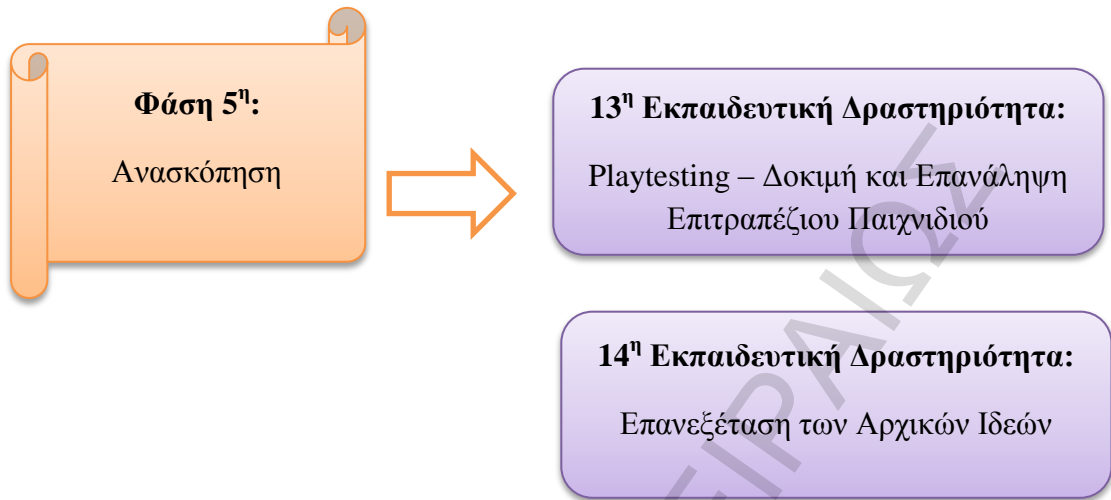 Φάση 5η:
Ανασκόπηση
13η Εκπαιδευτική Δραστηριότητα:
Playtesting – Δοκιμή και Επανάληψη
Επιτραπέζιου Παιχνιδιού
14η Εκπαιδευτική Δραστηριότητα:
Επανεξέταση των Αρχικών Ιδεών
ΕΙΡΑΙΩΣ